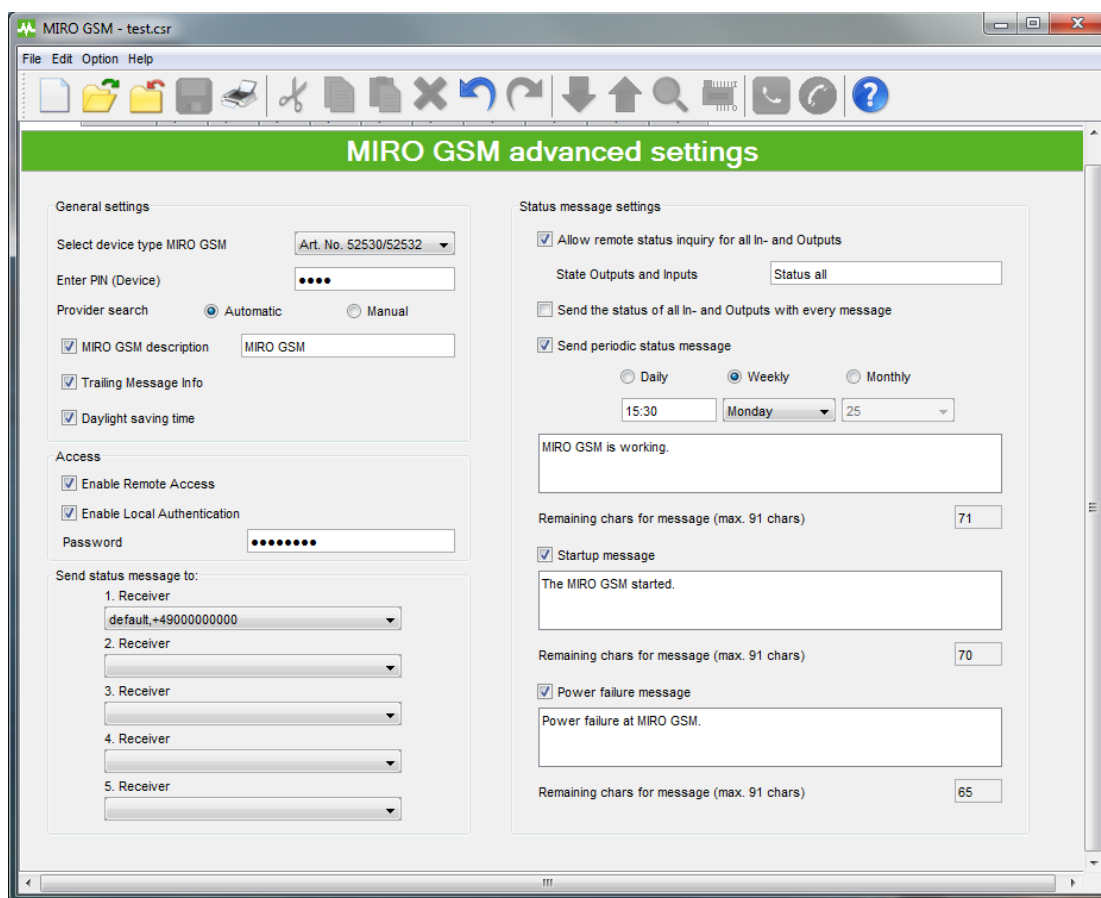 MIRO GSM - test.csr
File Edit Option Help
MIRO GSM advanced settings
General settings
Select device type MIRO GSM
Art. No. 52530/52532
Enter PIN (Device)
●●●●
Provider search
Automatic
Manual
MIRO GSM description
MIRO GSM
Trailing Message Info
Daylight saving time
Access
Enable Remote Access
Enable Local Authentication
Password
●●●●●●●●
Send status message to:
1. Receiver
default,+49000000000
2. Receiver
3. Receiver
4. Receiver
5. Receiver
Status message settings
Allow remote status inquiry for all In- and Outputs
State Outputs and Inputs
Status all
Send the status of all In- and Outputs with every message
Send periodic status message
Daily
Weekly
Monthly
15:30
Monday
25
MIRO GSM is working.
Remaining chars for message (max. 91 chars)
71
Startup message
The MIRO GSM started.
Remaining chars for message (max. 91 chars)
70
Power failure message
Power failure at MIRO GSM.
Remaining chars for message (max. 91 chars)
65